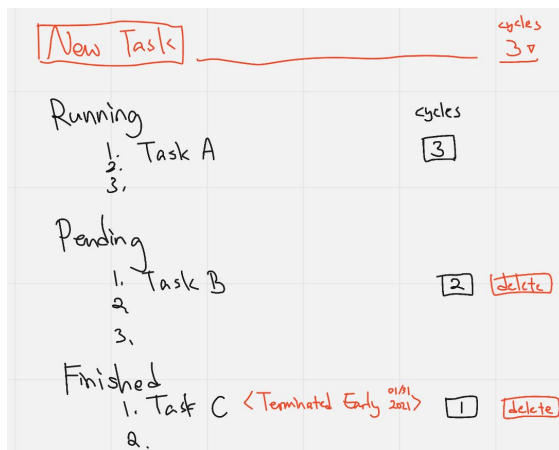 New Task cycles 3
Running cycles
1. Task A 3
2.
3.
Pending
1. Task B 2 delete
2
3.
Finished
1. Task C <Terminated Early 01/31 2021> 1 delete
2.